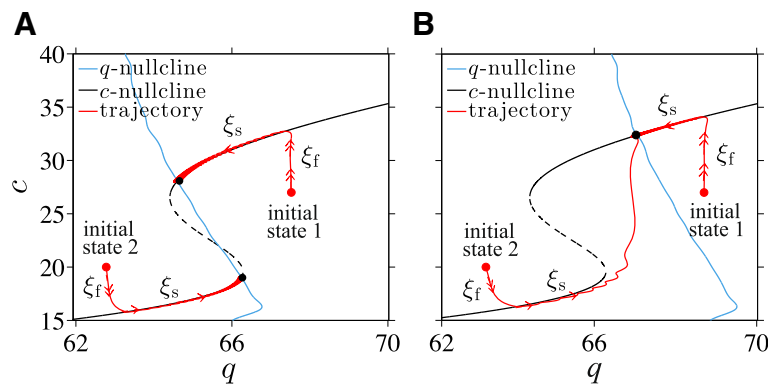 A
40
35
30
25
20
15
c
q-nullcline
c-nullcline
trajectory
ξs
ξf
initial
state 1
initial
state 2
ξf
ξs
62
66
70
q
B
q-nullcline
c-nullcline
trajectory
ξs
ξf
initial
state 1
initial
state 2
ξf
ξs
62
66
70
q